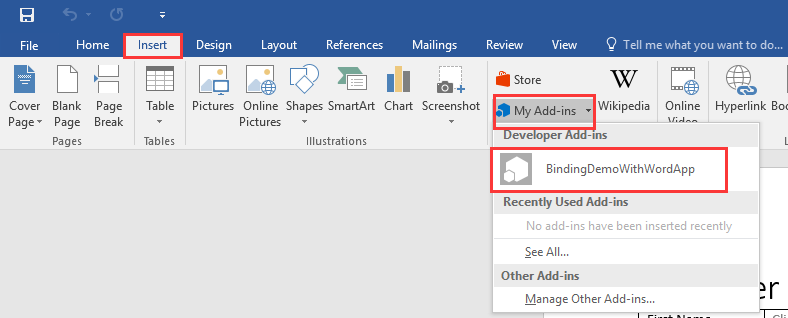 File Home Insert Design Layout References Mailings Review View Tell me what you want to do...
Cover Page
Blank Page
Page Break
Pages
Table
Tables
Pictures
Online Pictures
Shapes
SmartArt
Chart
Screenshot
Illustrations
Store
My Add-ins
W
Wikipedia
Online
Video
Hyperlink
Developer Add-ins
BindingDemoWithWordApp
Recently Used Add-ins
No add-ins have been inserted recently
See All...
Other Add-ins
Manage Other Add-ins...
er
First Name